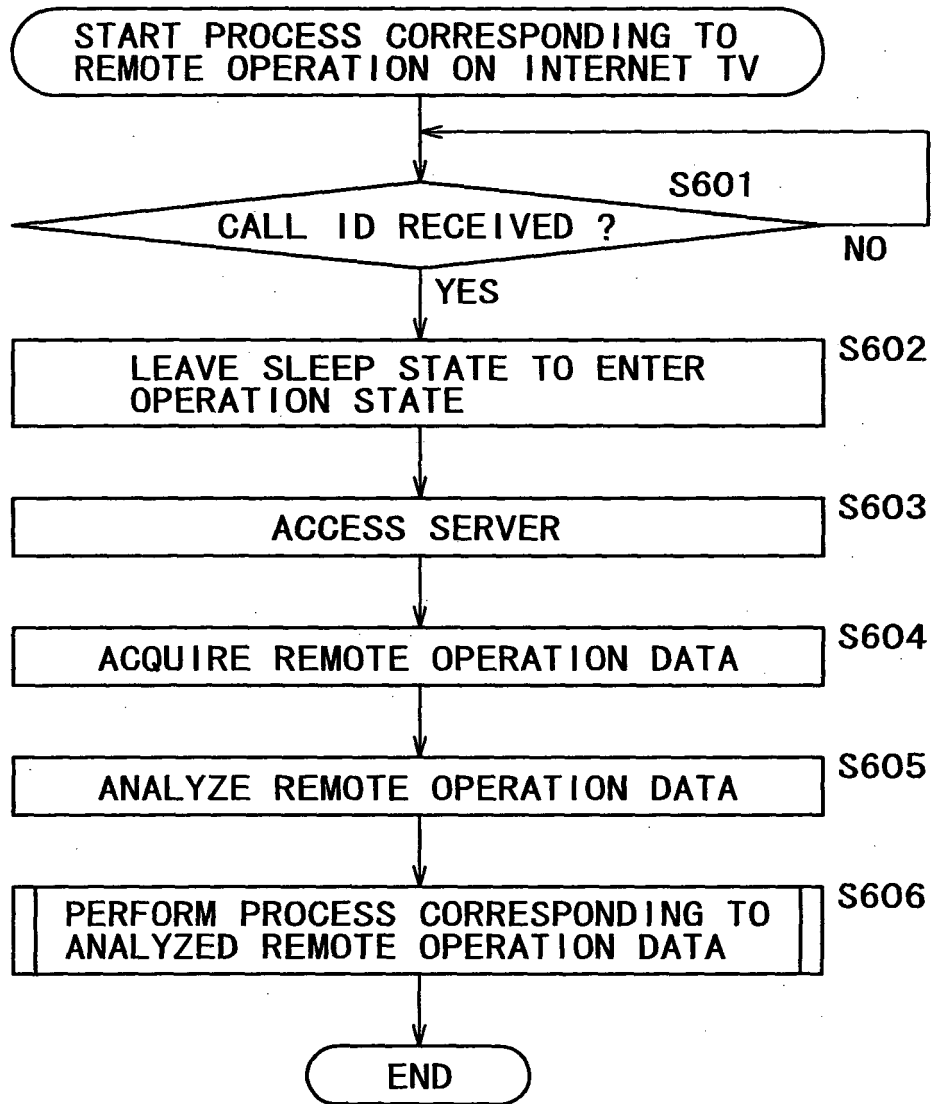 START PROCESS CORRESPONDING TO
REMOTE OPERATION ON INTERNET TV
S601
CALL ID RECEIVED ?
NO
YES
S602
LEAVE SLEEP STATE TO ENTER
OPERATION STATE
S603
ACCESS SERVER
S604
ACQUIRE REMOTE OPERATION DATA
S605
ANALYZE REMOTE OPERATION DATA
S606
PERFORM PROCESS CORRESPONDING TO
ANALYZED REMOTE OPERATION DATA
END